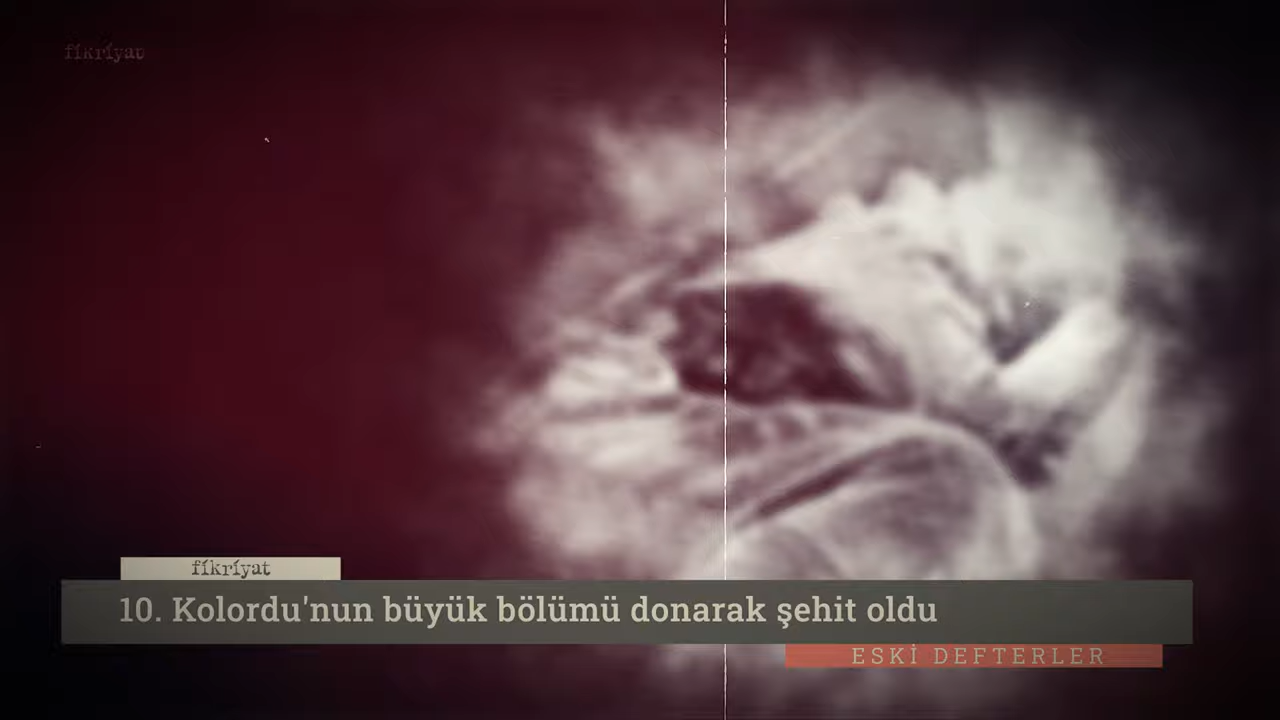 fikriyat
fikriyat
10. Kolordu'nun büyük bölümü donarak şehit oldu
ESKİ DEFTERLER